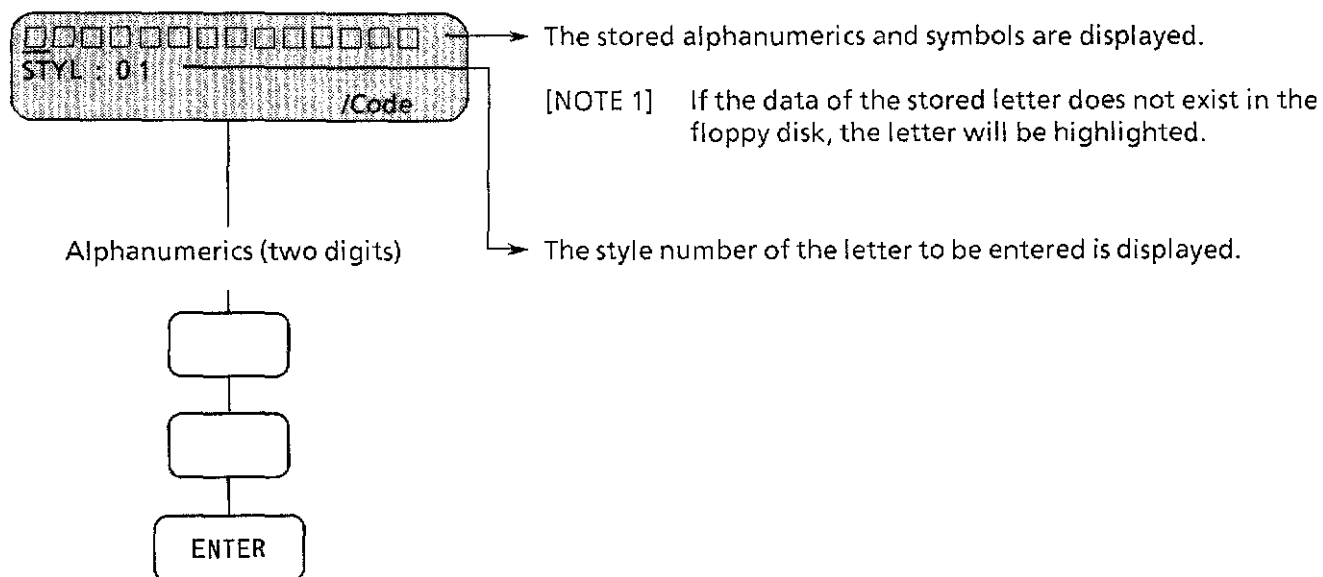 □□□□□□□□□□□□□□
The stored alphanumerics and symbols are displayed.
STYL : 01
/Code
[NOTE 1] If the data of the stored letter does not exist in the
floppy disk, the letter will be highlighted.
Alphanumerics (two digits)
The style number of the letter to be entered is displayed.
ENTER